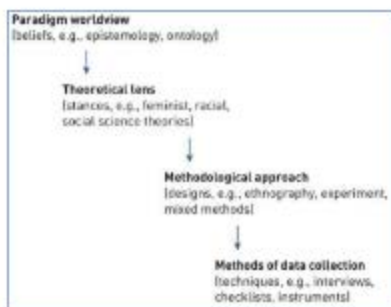 Paradigm worldview
(beliefs, e.g., epistemology, ontology)
Theoretical lens
(stances, e.g., feminist, racial,
social science theories)
Methodological approach
(designs, e.g., ethnography, experiment,
mixed methods)
Methods of data collection
(techniques, e.g., interviews,
checklists, instruments)